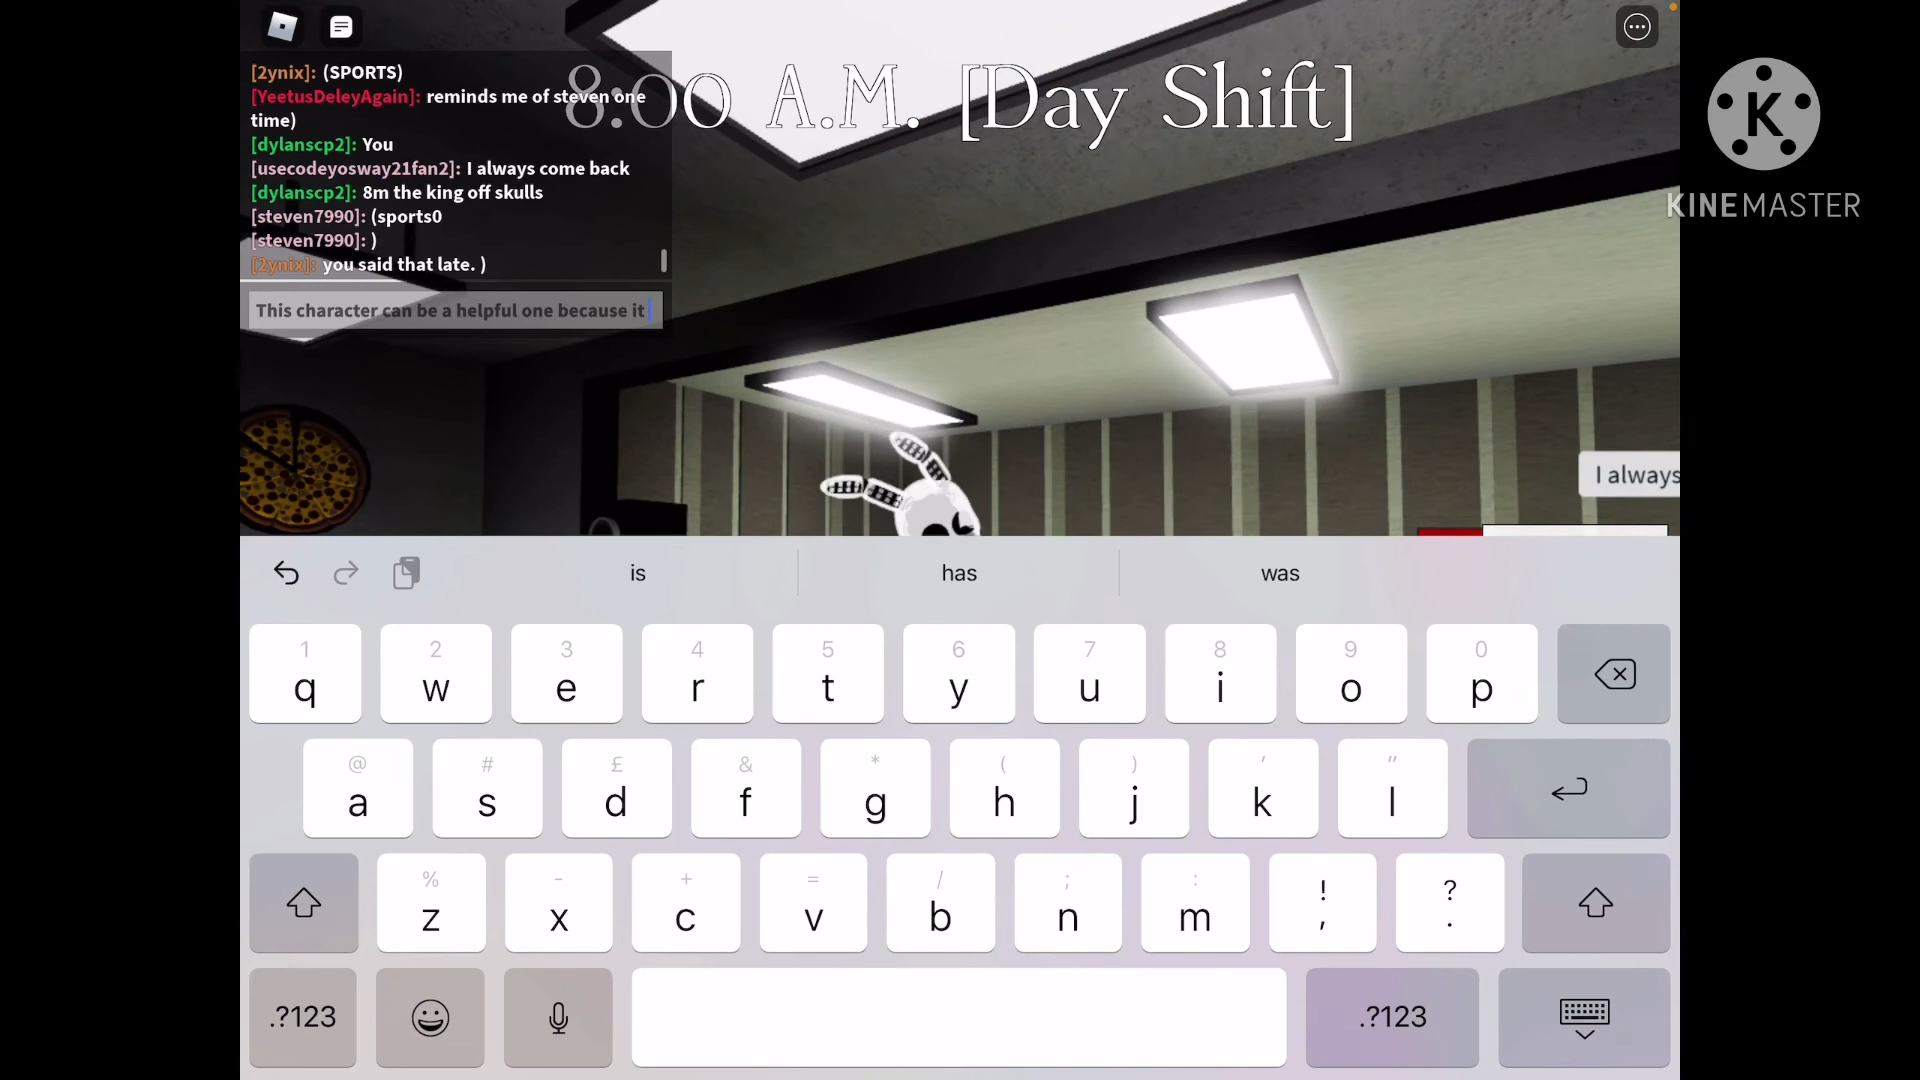 [2ynix]: (SPORTS)
[YeetusDeleyAgain]: reminds me of steven one
time)
[dylanscp2]: You
[usecodeyosway21fan2]: I always come back
[dylanscp2]: 8m the king off skulls
[steven7990]: (sports0
[steven7990]: )
[2ynix]: you said that late. )
This character can be a helpful one because it
8:00 A.M. [Day Shift]
K
KINEMASTER
I always
is has was
1 2 3 4 5 6 7 8 9 0
q w e r t y u i o p
@ # £ & * ( ) ' "
a s d f g h j k l
% - + = / ; : ! ?
z x c v b n m , .
.?123 .?123